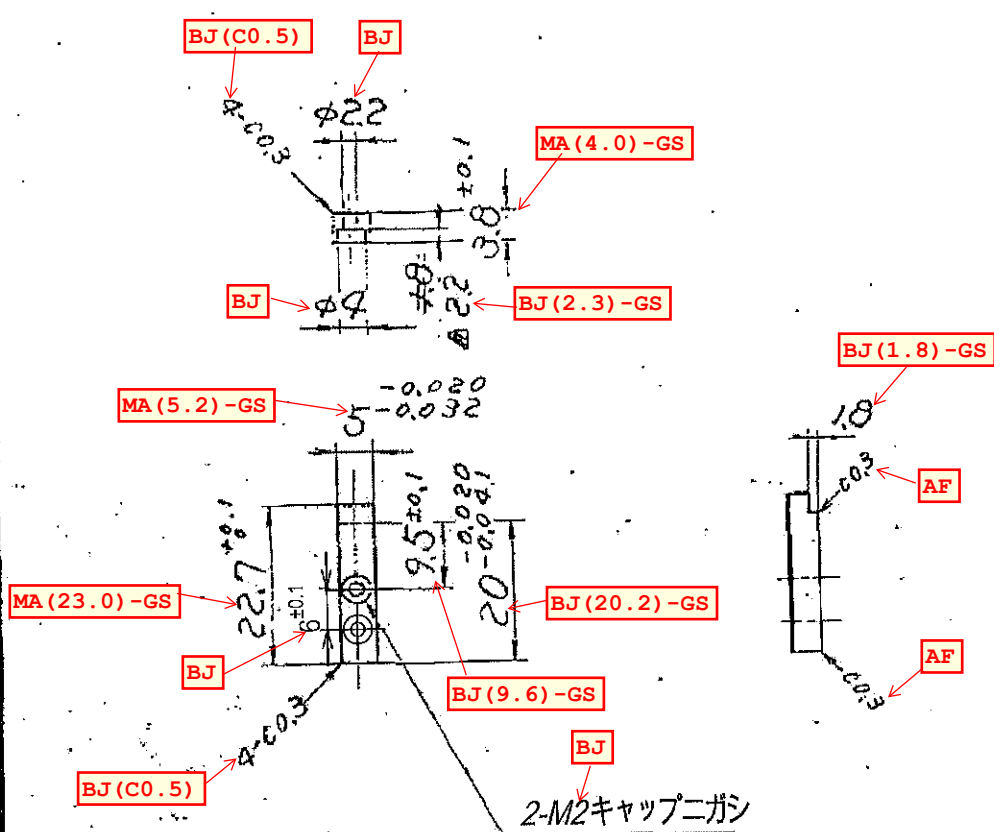 BJ(C0.5)
BJ
4-C0.3
φ2.2
MA(4.0)-GS
3.8±0.1
BJ
φ4
2.2
BJ(2.3)-GS
BJ(1.8)-GS
1.8
MA(5.2)-GS
5 -0.020 -0.032
C0.3
AF
22.7 +0.1 0
9.5±0.1
20 -0.020 -0.041
MA(23.0)-GS
6±0.1
BJ(20.2)-GS
BJ
BJ(9.6)-GS
AF
C0.3
4-C0.3
BJ
BJ(C0.5)
2-M2キャップニガシ